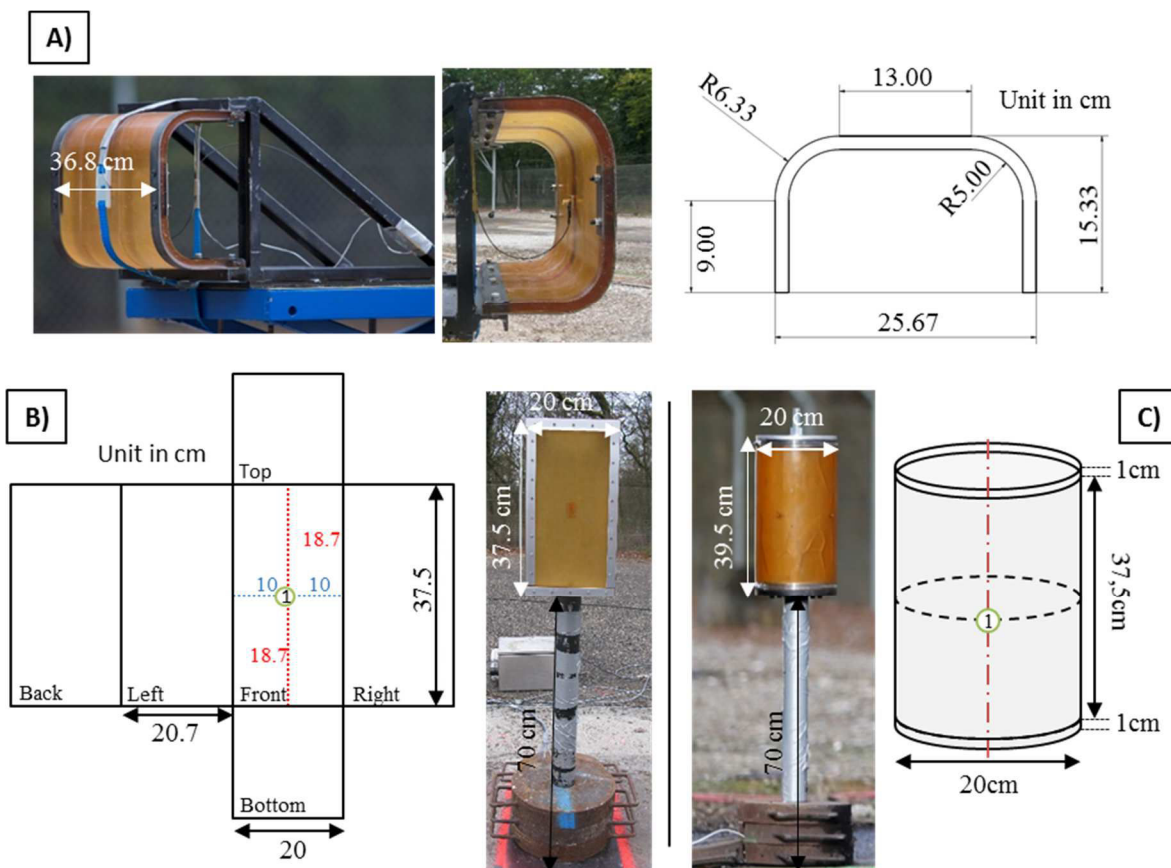 A)
36.8 cm
13.00
R6.33
Unit in cm
R5.00
9.00
15.33
25.67
B)
Unit in cm
Top
18.7
10
10
1
18.7
37.5
Back
Left
Front
Right
20.7
Bottom
20
20 cm
37.5 cm
70 cm
20 cm
39.5 cm
70 cm
C)
1cm
37,5cm
1
1cm
20cm